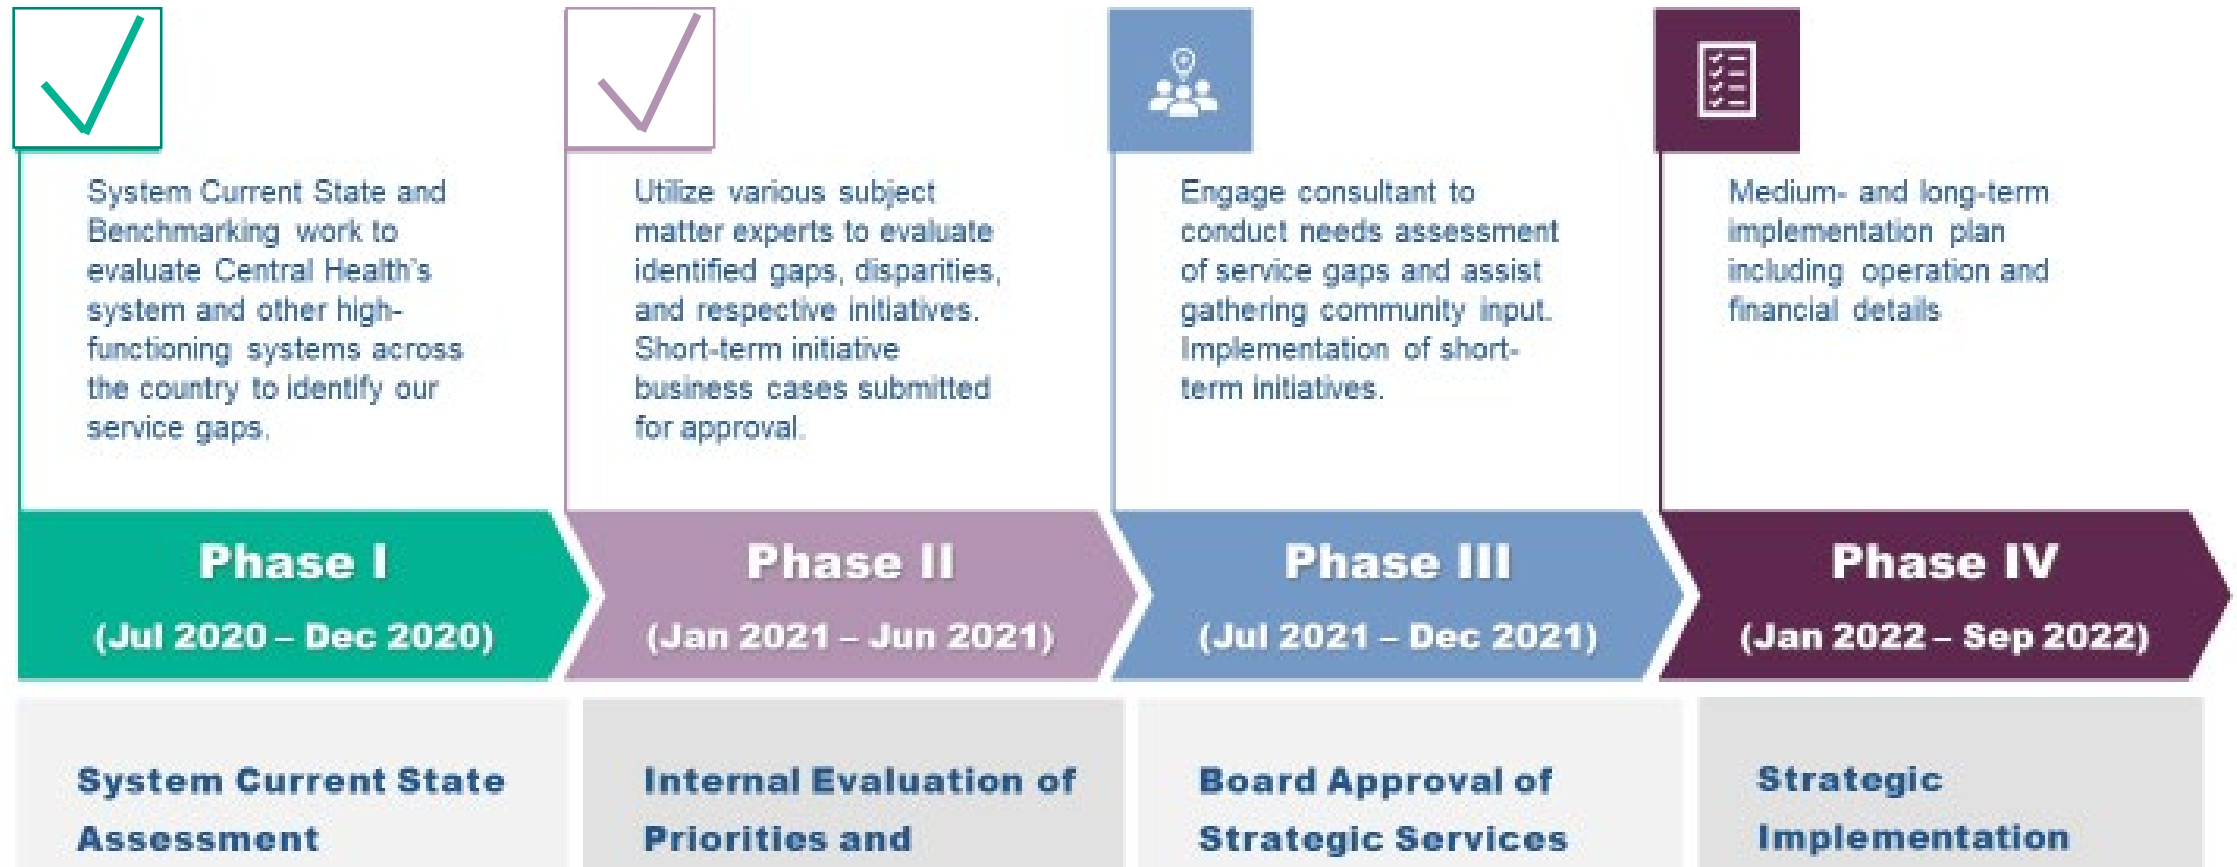 System Current State and
Benchmarking work to
evaluate Central Health's
system and other high-
functioning systems across
the country to identify our
service gaps.
Utilize various subject
matter experts to evaluate
identified gaps, disparities,
and respective initiatives.
Short-term initiative
business cases submitted
for approval.
Engage consultant to
conduct needs assessment
of service gaps and assist
gathering community input.
Implementation of short-
term initiatives.
Medium- and long-term
implementation plan
including operation and
financial details
Phase I
(Jul 2020 – Dec 2020)
Phase II
(Jan 2021 – Jun 2021)
Phase III
(Jul 2021 – Dec 2021)
Phase IV
(Jan 2022 – Sep 2022)
System Current State
Assessment
Internal Evaluation of
Priorities and
Board Approval of
Strategic Services
Strategic
Implementation